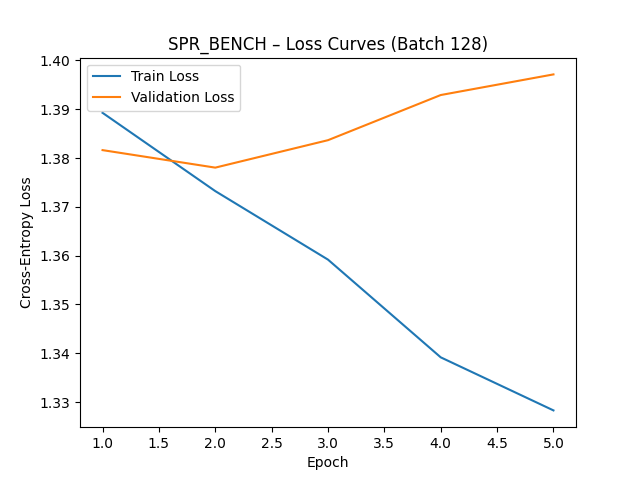 SPR_BENCH – Loss Curves (Batch 128)
Train Loss
Validation Loss
Cross-Entropy Loss
1.40
1.39
1.38
1.37
1.36
1.35
1.34
1.33
1.0 1.5 2.0 2.5 3.0 3.5 4.0 4.5 5.0
Epoch